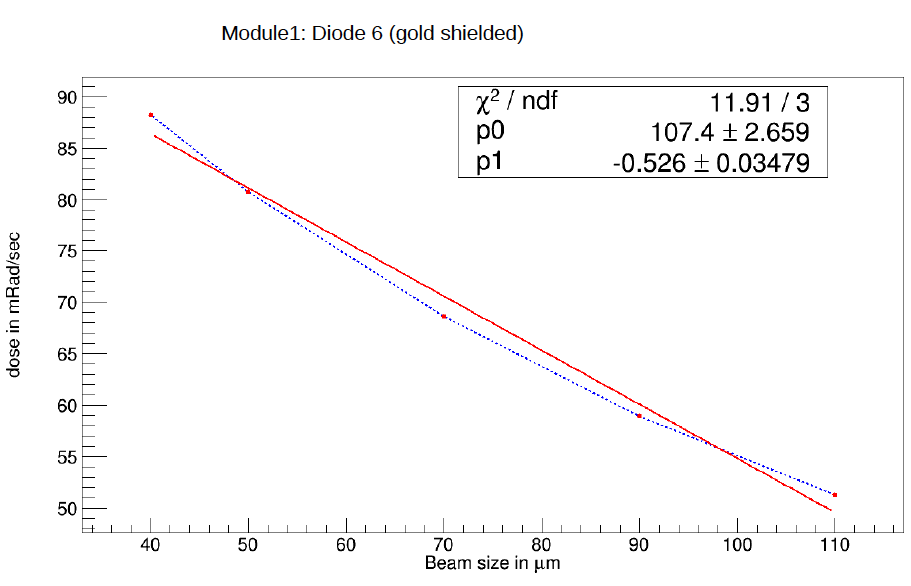 Module1: Diode 6 (gold shielded)
χ² / ndf 11.91 / 3
p0 107.4 ± 2.659
p1 -0.526 ± 0.03479
90
85
80
75
70
65
60
55
50
dose in mRad/sec
40 50 60 70 80 90 100 110
Beam size in μm